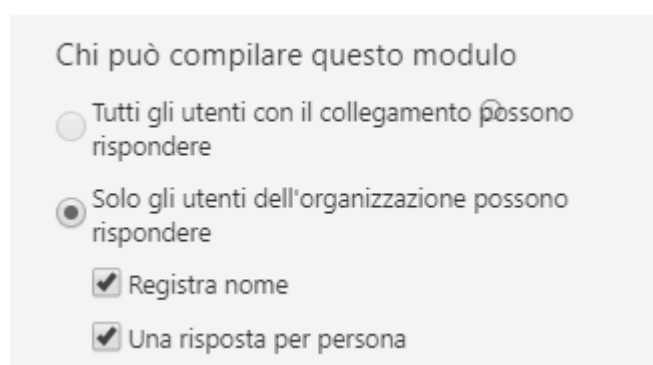 Chi può compilare questo modulo
Tutti gli utenti con il collegamento possono
rispondere
Solo gli utenti dell'organizzazione possono
rispondere
Registra nome
Una risposta per persona